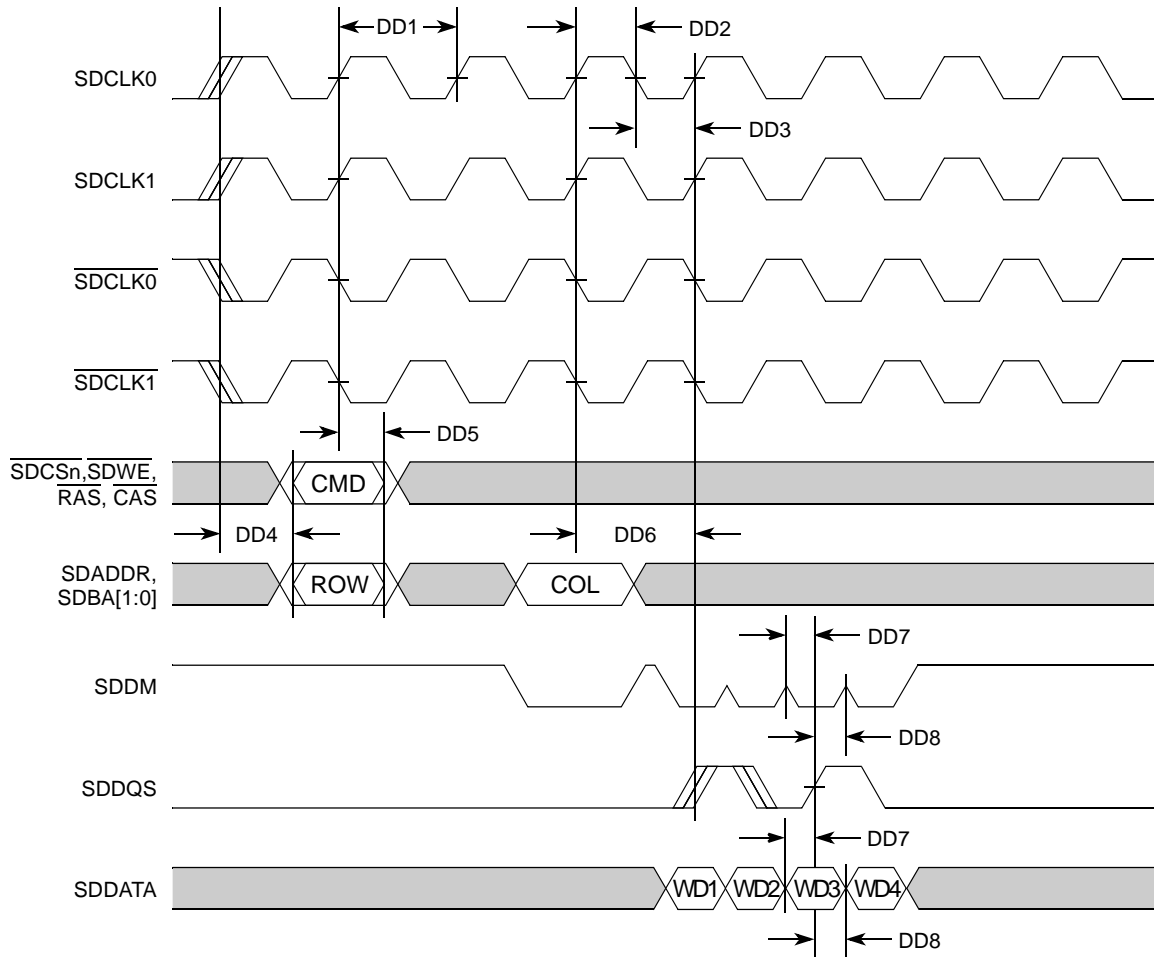 DD1
DD2
SDCLK0
DD3
SDCLK1
SDCLK0
SDCLK1
DD5
SDCSn,SDWE,
RAS, CAS
CMD
DD4
DD6
SDADDR,
SDBA[1:0]
ROW
COL
DD7
SDDM
DD8
SDDQS
DD7
SDDATA
WD1
WD2
WD3
WD4
DD8